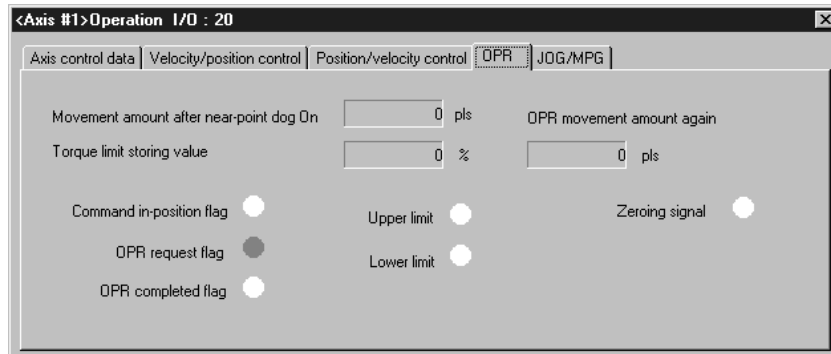 <Axis #1>Operation I/O : 20
Axis control data Velocity/position control Position/velocity control OPR JOG/MPG
Movement amount after near-point dog On 0 pls OPR movement amount again
Torque limit storing value 0 % 0 pls
Command in-position flag Upper limit Zeroing signal
OPR request flag Lower limit
OPR completed flag